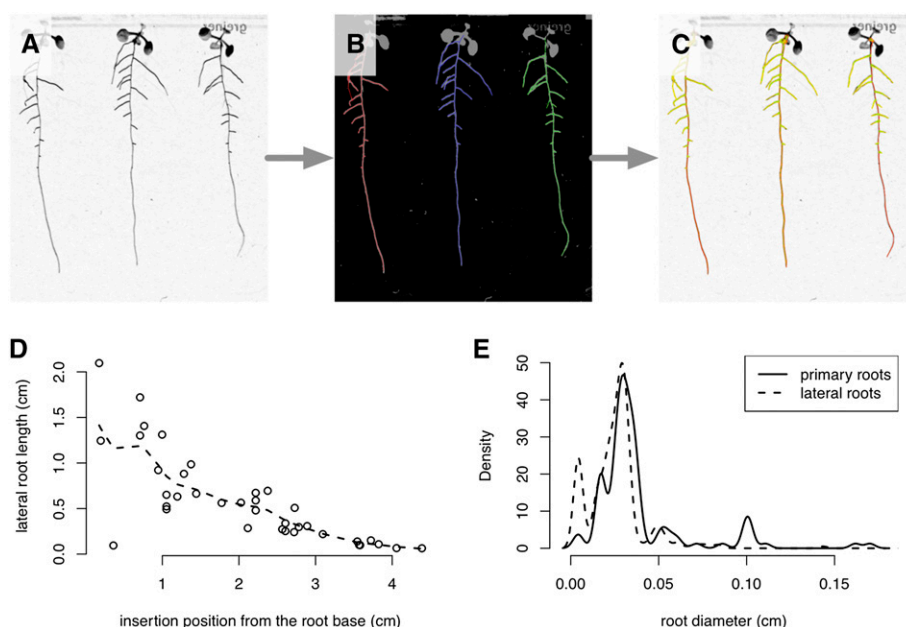 A
greiner
B
greiner
C
greiner
D
lateral root length (cm)
2.0
1.5
1.0
0.5
0.0
1 2 3 4
insertion position from the root base (cm)
E
Density
50
40
30
20
10
0
primary roots
lateral roots
0.00 0.05 0.10 0.15
root diameter (cm)